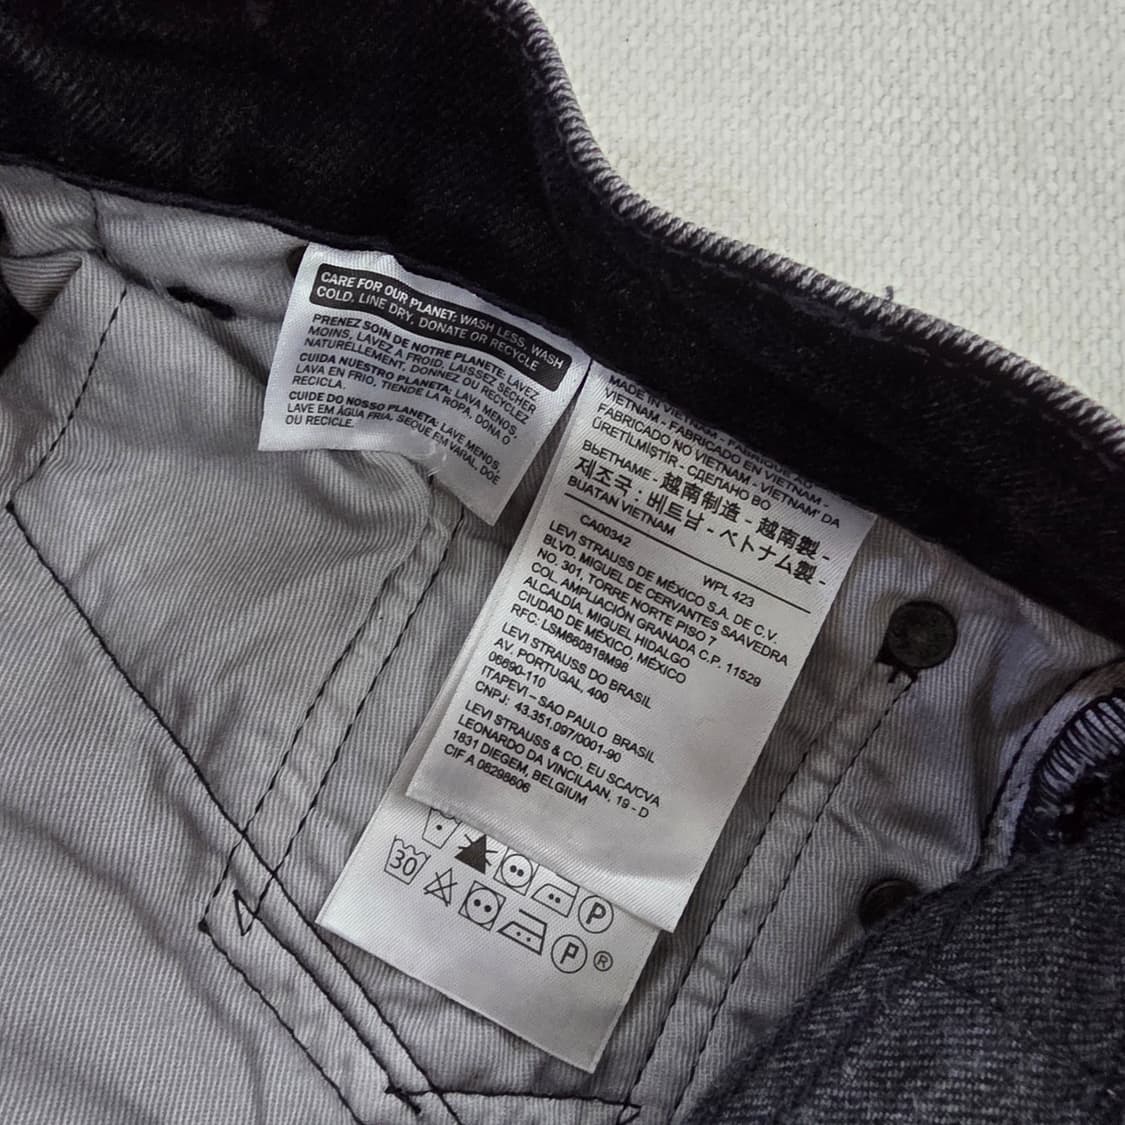 CARE FOR OUR PLANET: WASH LESS, WASH
COLD, LINE DRY, DONATE OR RECYCLE
PRENEZ SOIN DE NOTRE PLANETE: LAVEZ
MOINS, LAVEZ A FROID, LAISSEZ SECHER
NATURELLEMENT, DONNEZ OU RECYCLEZ
CUIDA NUESTRO PLANETA: LAVA MENOS,
LAVA EN FRIO, TIENDE LA ROPA, DONA O
RECICLA.
CUIDE DO NOSSO PLANETA: LAVE MENOS,
LAVE EM ÁGUA FRIA, SEQUE EM VARAL, DOE
OU RECICLE.
MADE IN VIETNAM - FABRIQUE AU
VIETNAM - FABRICADO EN VIETNAM -
FABRICADO NO VIETNAM - VIETNAM' DA
ÜRETİLMİŞTİR - СДЕЛАНО ВО
ВЬЕТНАМЕ - 越南制造 - 越南製 -
제조국 : 베트남 - ベトナム製 -
BUATAN VIETNAM
CA00342 WPL 423
LEVI STRAUSS DE MÉXICO S.A. DE C.V.
BLVD. MIGUEL DE CERVANTES SAAVEDRA
NO. 301, TORRE NORTE PISO 7
COL. AMPLIACIÓN GRANADA C.P. 11529
ALCALDÍA. MIGUEL HIDALGO
CIUDAD DE MÉXICO, MÉXICO
RFC: LSM660818M98
LEVI STRAUSS DO BRASIL
AV. PORTUGAL, 400
06690-110
ITAPEVI – SAO PAULO BRASIL
CNPJ: 43.351.097/0001-90
LEVI STRAUSS & CO. EU SCA/CVA
LEONARDO DA VINCILAAN, 19 - D
1831 DIEGEM, BELGIUM
CIF A 08298606
P
30 P ®